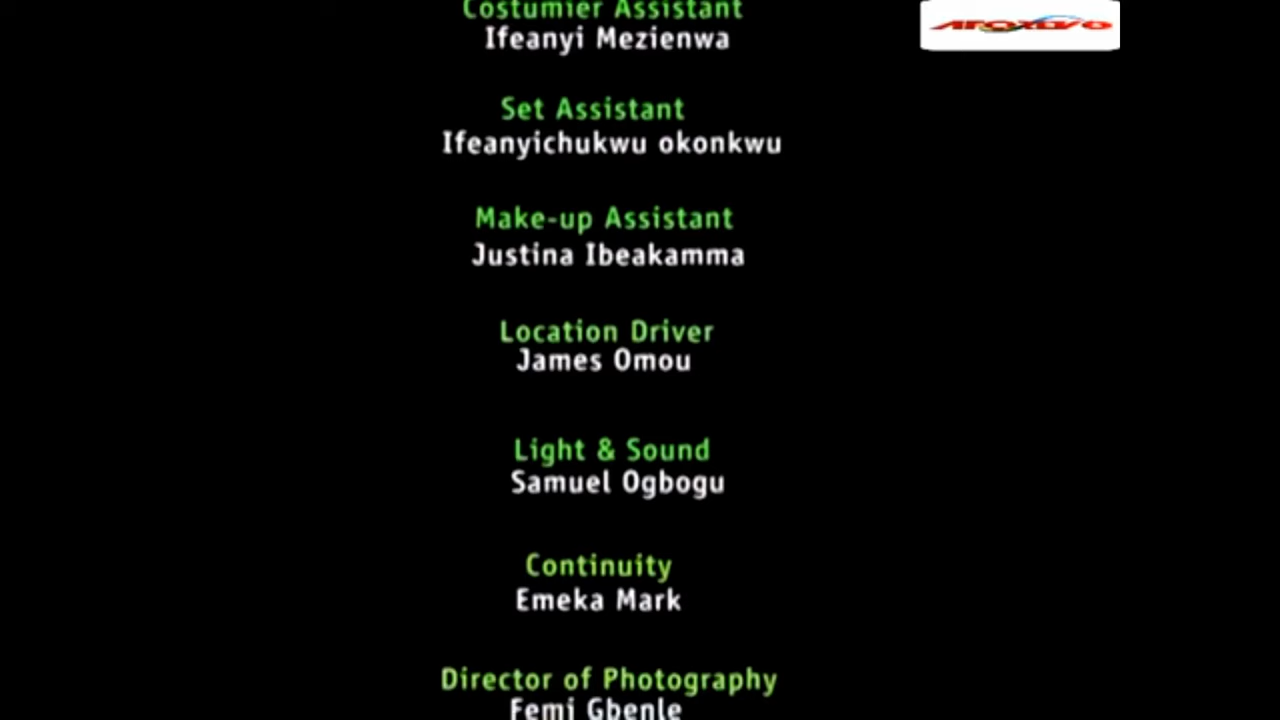 Costumier Assistant
Ifeanyi Mezienwa
Set Assistant
Ifeanyichukwu okonkwu
Make-up Assistant
Justina Ibeakamma
Location Driver
James Omou
Light & Sound
Samuel Ogbogu
Continuity
Emeka Mark
Director of Photography
Femi Gbenle